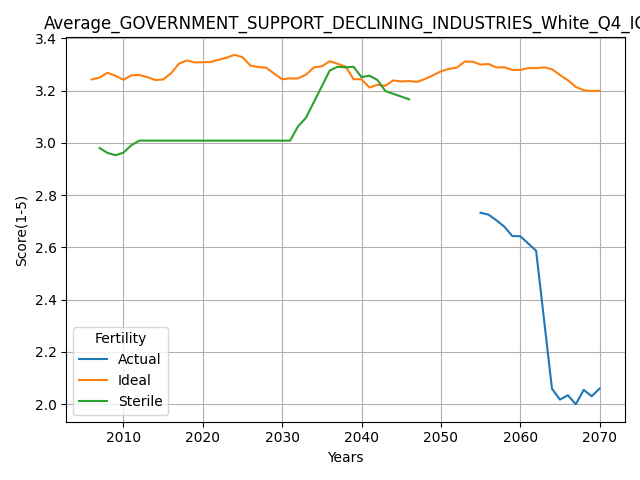 Average_GOVERNMENT_SUPPORT_DECLINING_INDUSTRIES_White_Q4_IC
3.4
3.2
3.0
2.8
2.6
2.4
2.2
2.0
Score(1-5)
Fertility
Actual
Ideal
Sterile
2010 2020 2030 2040 2050 2060 2070
Years